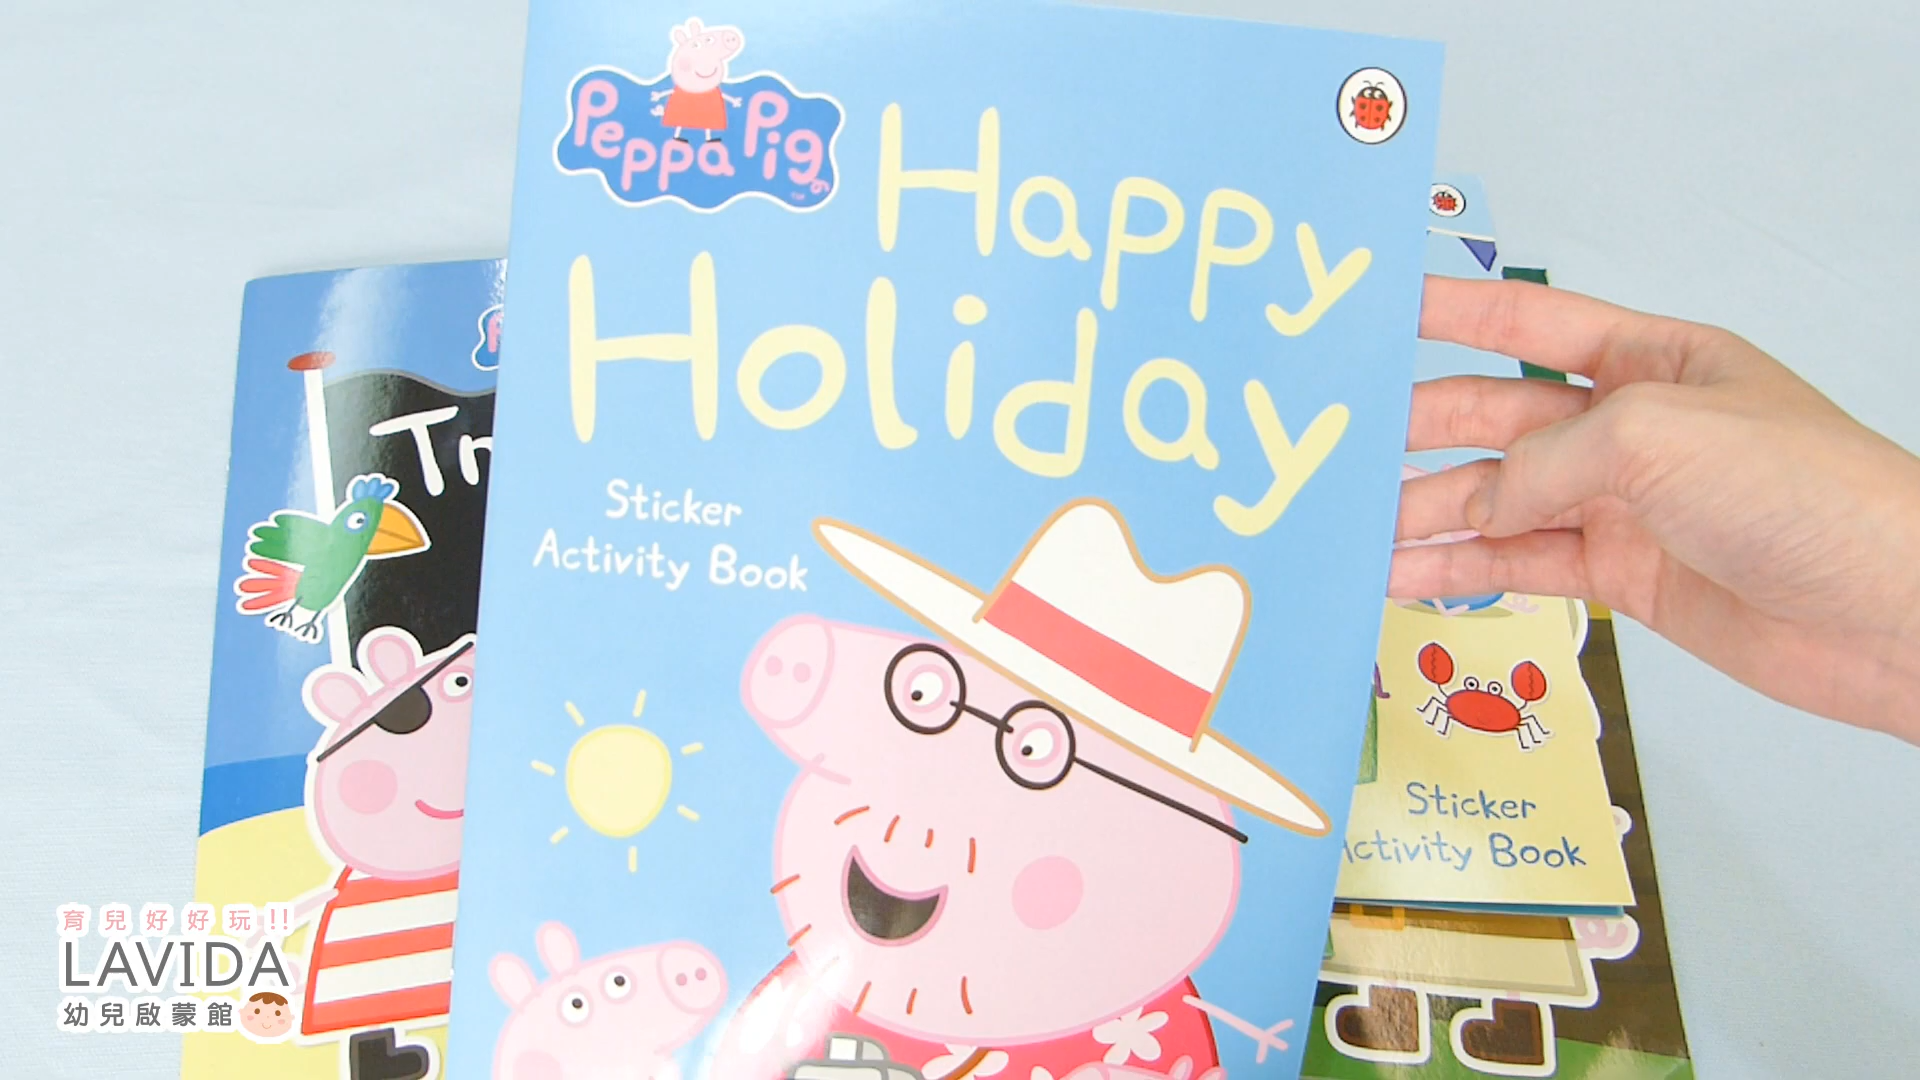 Peppa Pig
Happy
Holiday
Sticker
Activity Book
Sticker
Activity Book
育兒好好玩!!
LAVIDA
幼兒啟蒙館